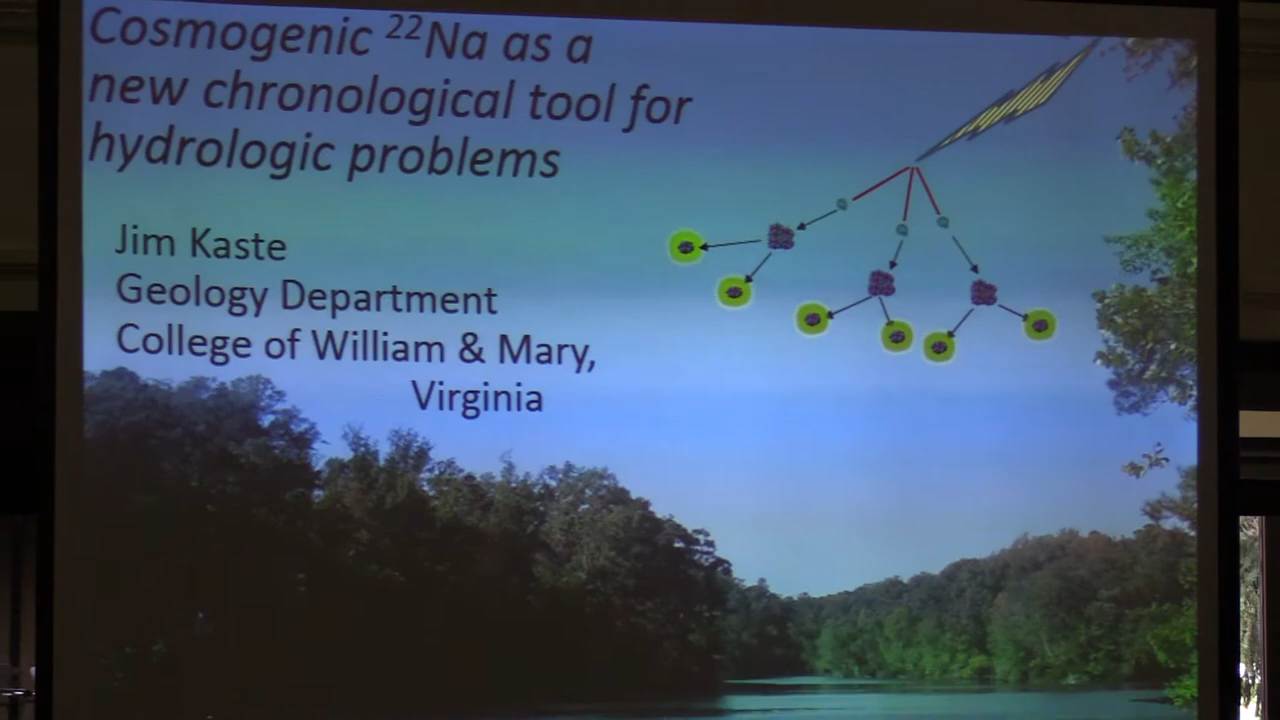 Cosmogenic ²²Na as a
new chronological tool for
hydrologic problems
Jim Kaste
Geology Department
College of William & Mary,
Virginia